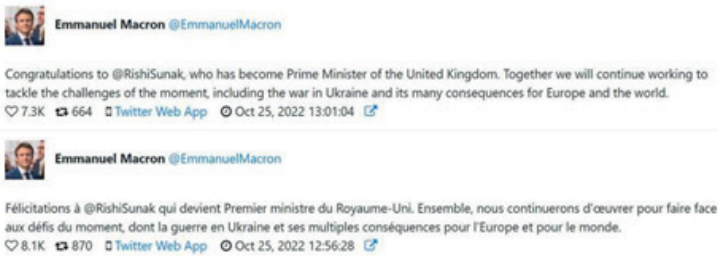 Emmanuel Macron @EmmanuelMacron
Congratulations to @RishiSunak, who has become Prime Minister of the United Kingdom. Together we will continue working to
tackle the challenges of the moment, including the war in Ukraine and its many consequences for Europe and the world.
7.3K 664 Twitter Web App Oct 25, 2022 13:01:04
Emmanuel Macron @EmmanuelMacron
Félicitations à @RishiSunak qui devient Premier ministre du Royaume-Uni. Ensemble, nous continuerons d'œuvrer pour faire face
aux défis du moment, dont la guerre en Ukraine et ses multiples conséquences pour l'Europe et pour le monde.
8.1K 870 Twitter Web App Oct 25, 2022 12:56:28